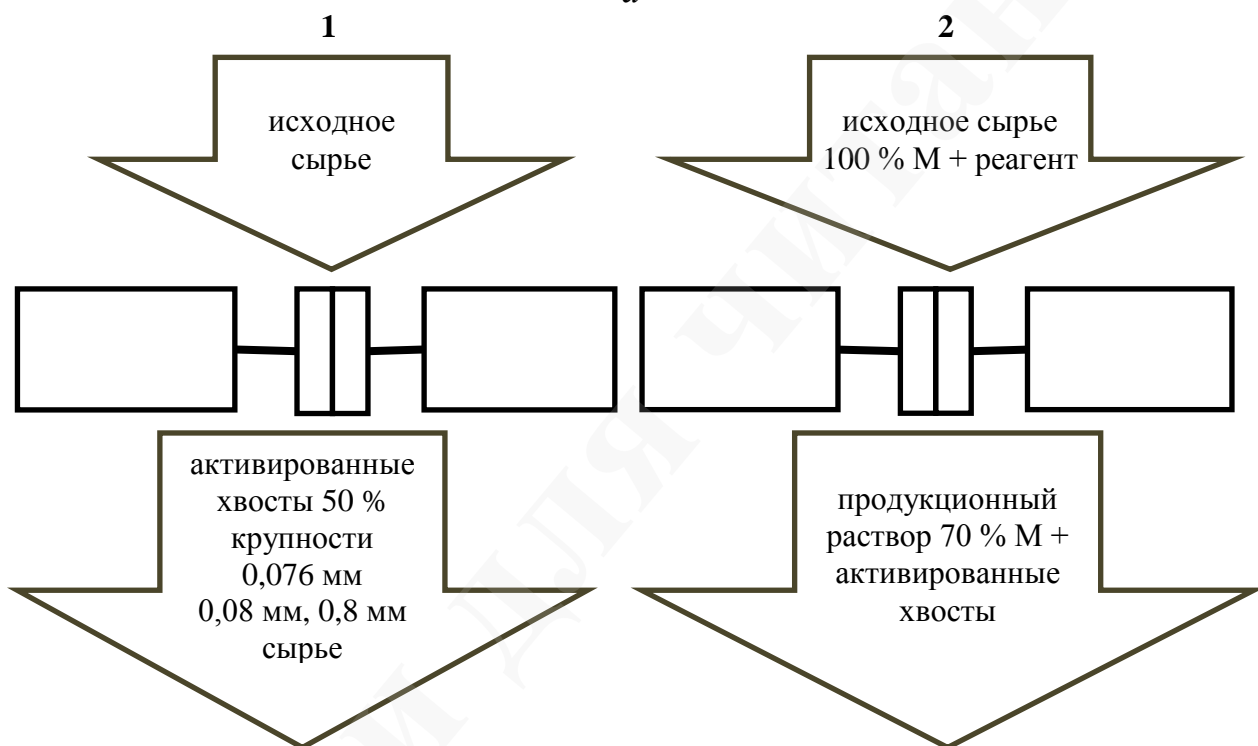 1
2
исходное
сырье
исходное сырье
100 % М + реагент
активированные
хвосты 50 %
крупности
0,076 мм
0,08 мм, 0,8 мм
сырье
продукционный
раствор 70 % М +
активированные
хвосты